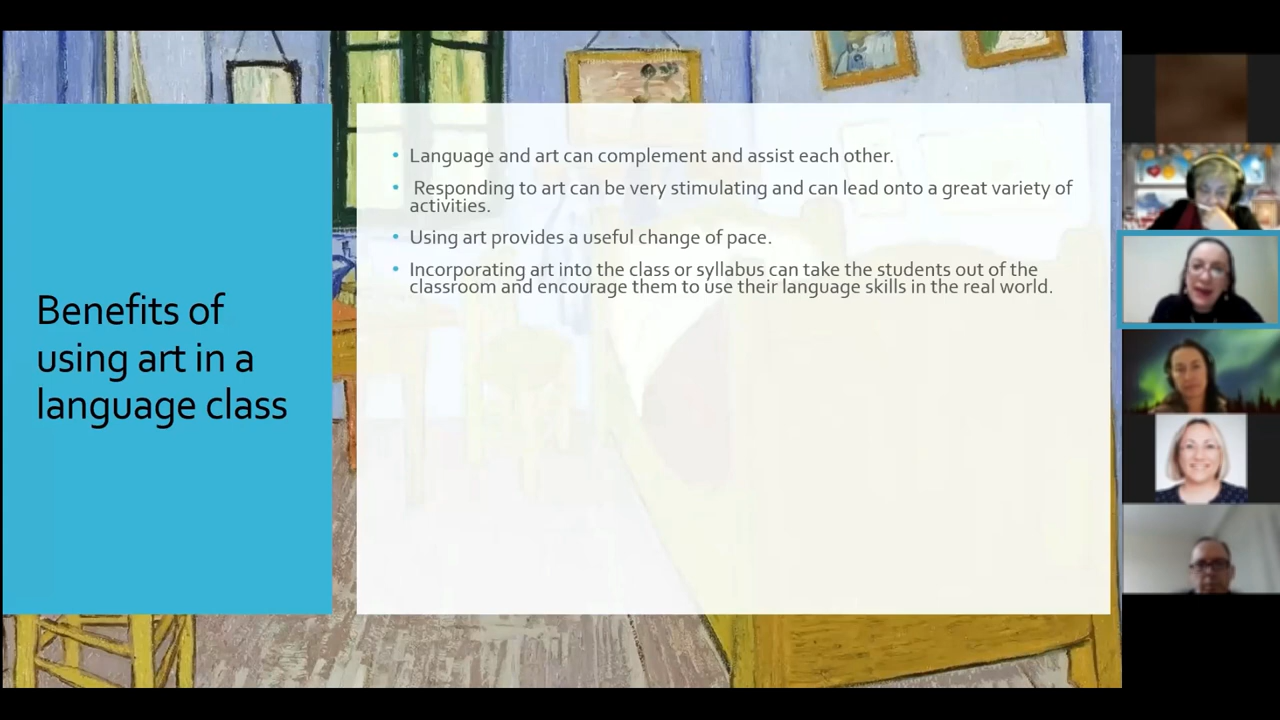 Benefits of
using art in a
language class
• Language and art can complement and assist each other.
• Responding to art can be very stimulating and can lead onto a great variety of
activities.
• Using art provides a useful change of pace.
• Incorporating art into the class or syllabus can take the students out of the
classroom and encourage them to use their language skills in the real world.